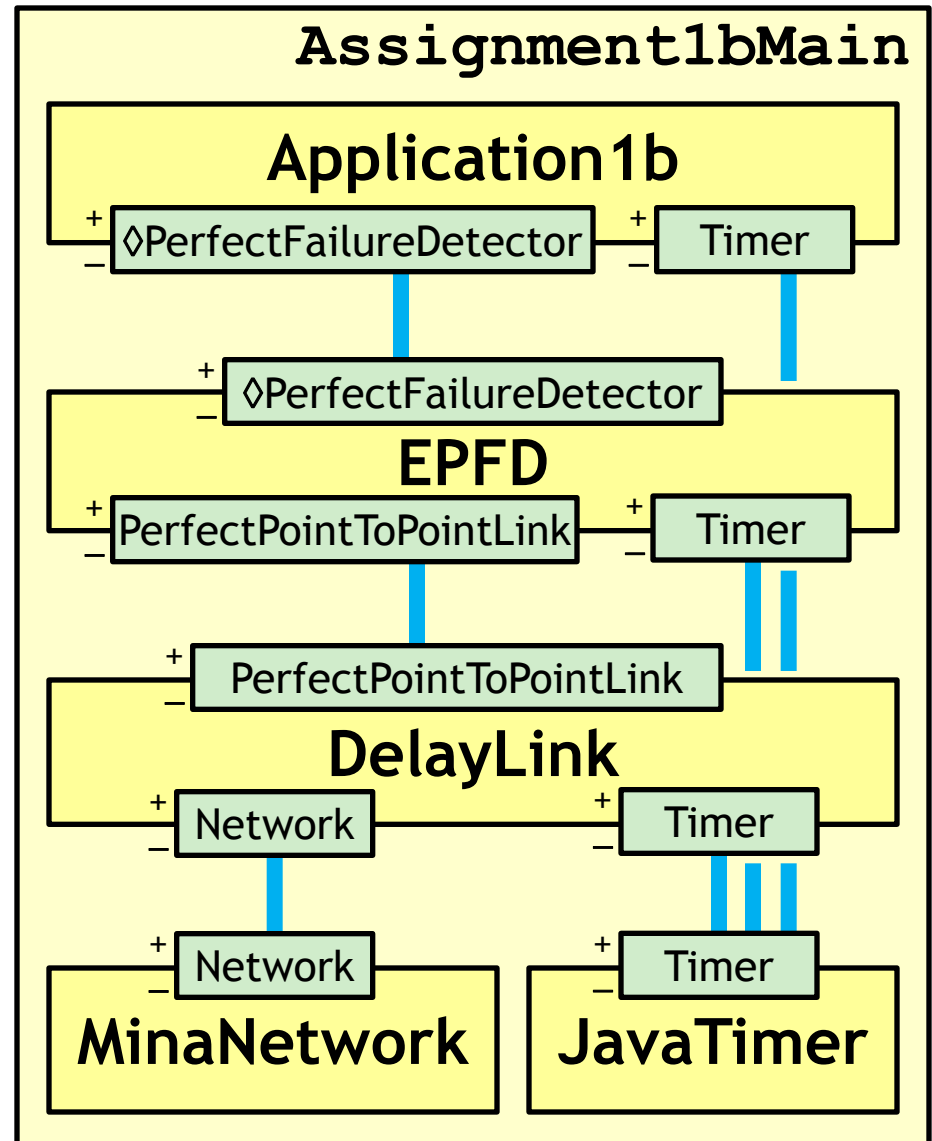 Assignment1bMain
Application1b
+ ◊PerfectFailureDetector + Timer
– –
+ ◊PerfectFailureDetector
–
EPFD
+ PerfectPointToPointLink + Timer
– –
+ PerfectPointToPointLink
–
DelayLink
+ Network + Timer
– –
+ Network + Timer
– –
MinaNetwork JavaTimer